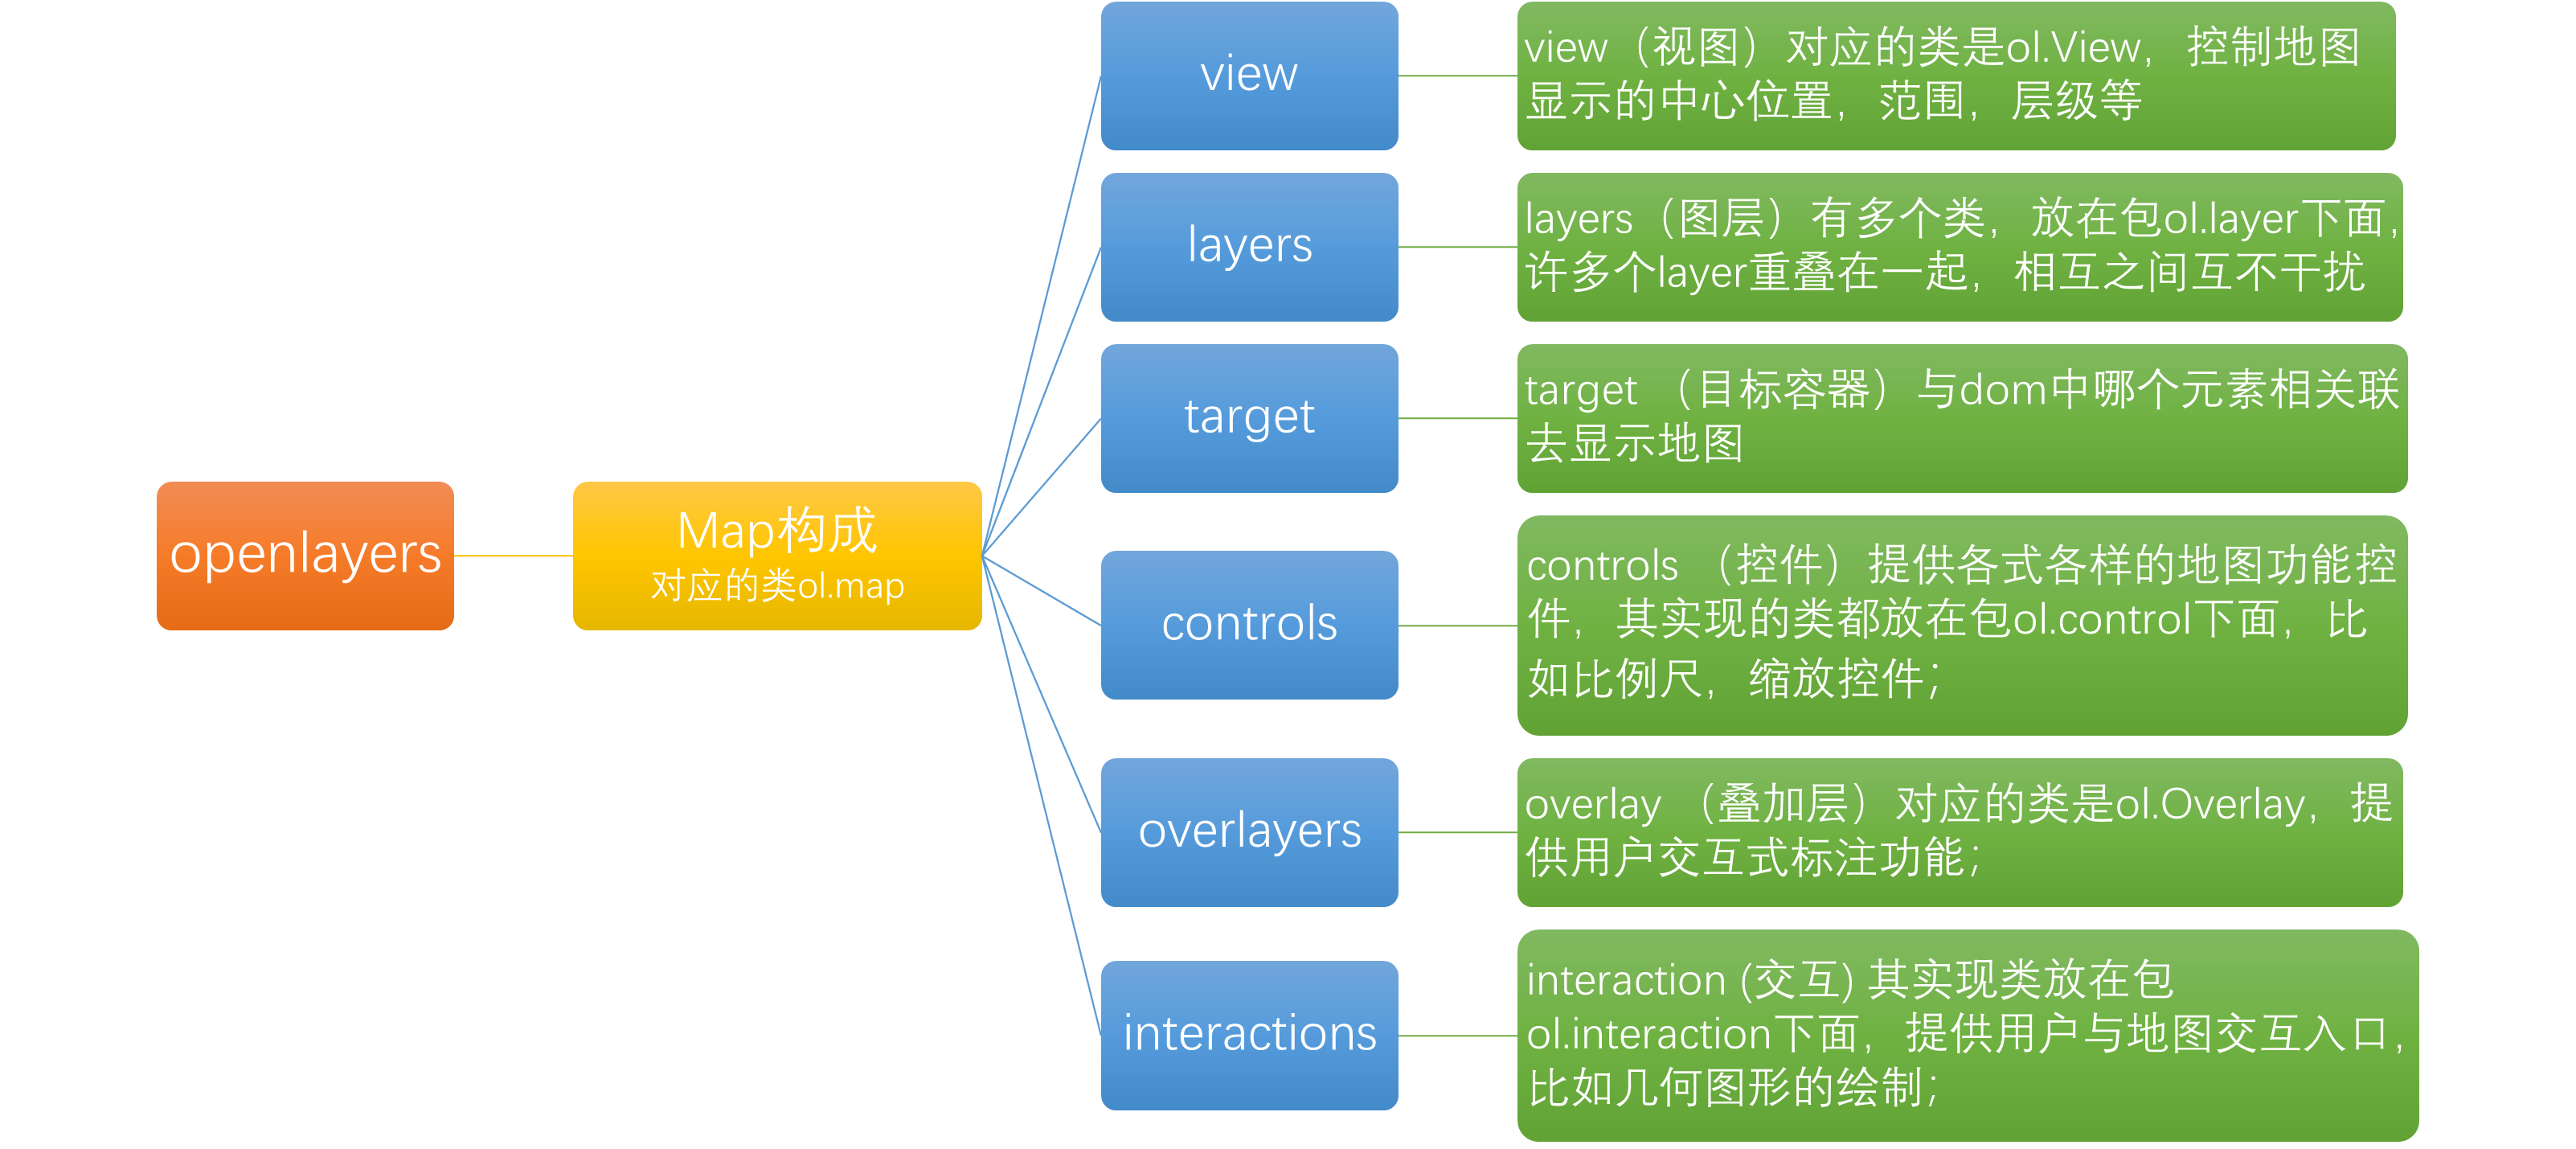 openlayers
Map构成
对应的类ol.map
view
view（视图）对应的类是ol.View，控制地图
显示的中心位置，范围，层级等
layers
layers（图层）有多个类，放在包ol.layer下面，
许多个layer重叠在一起，相互之间互不干扰
target
target （目标容器）与dom中哪个元素相关联
去显示地图
controls
controls （控件）提供各式各样的地图功能控
件，其实现的类都放在包ol.control下面，比
如比例尺，缩放控件；
overlayers
overlay （叠加层）对应的类是ol.Overlay，提
供用户交互式标注功能；
interactions
interaction (交互) 其实现类放在包
ol.interaction下面，提供用户与地图交互入口，
比如几何图形的绘制；